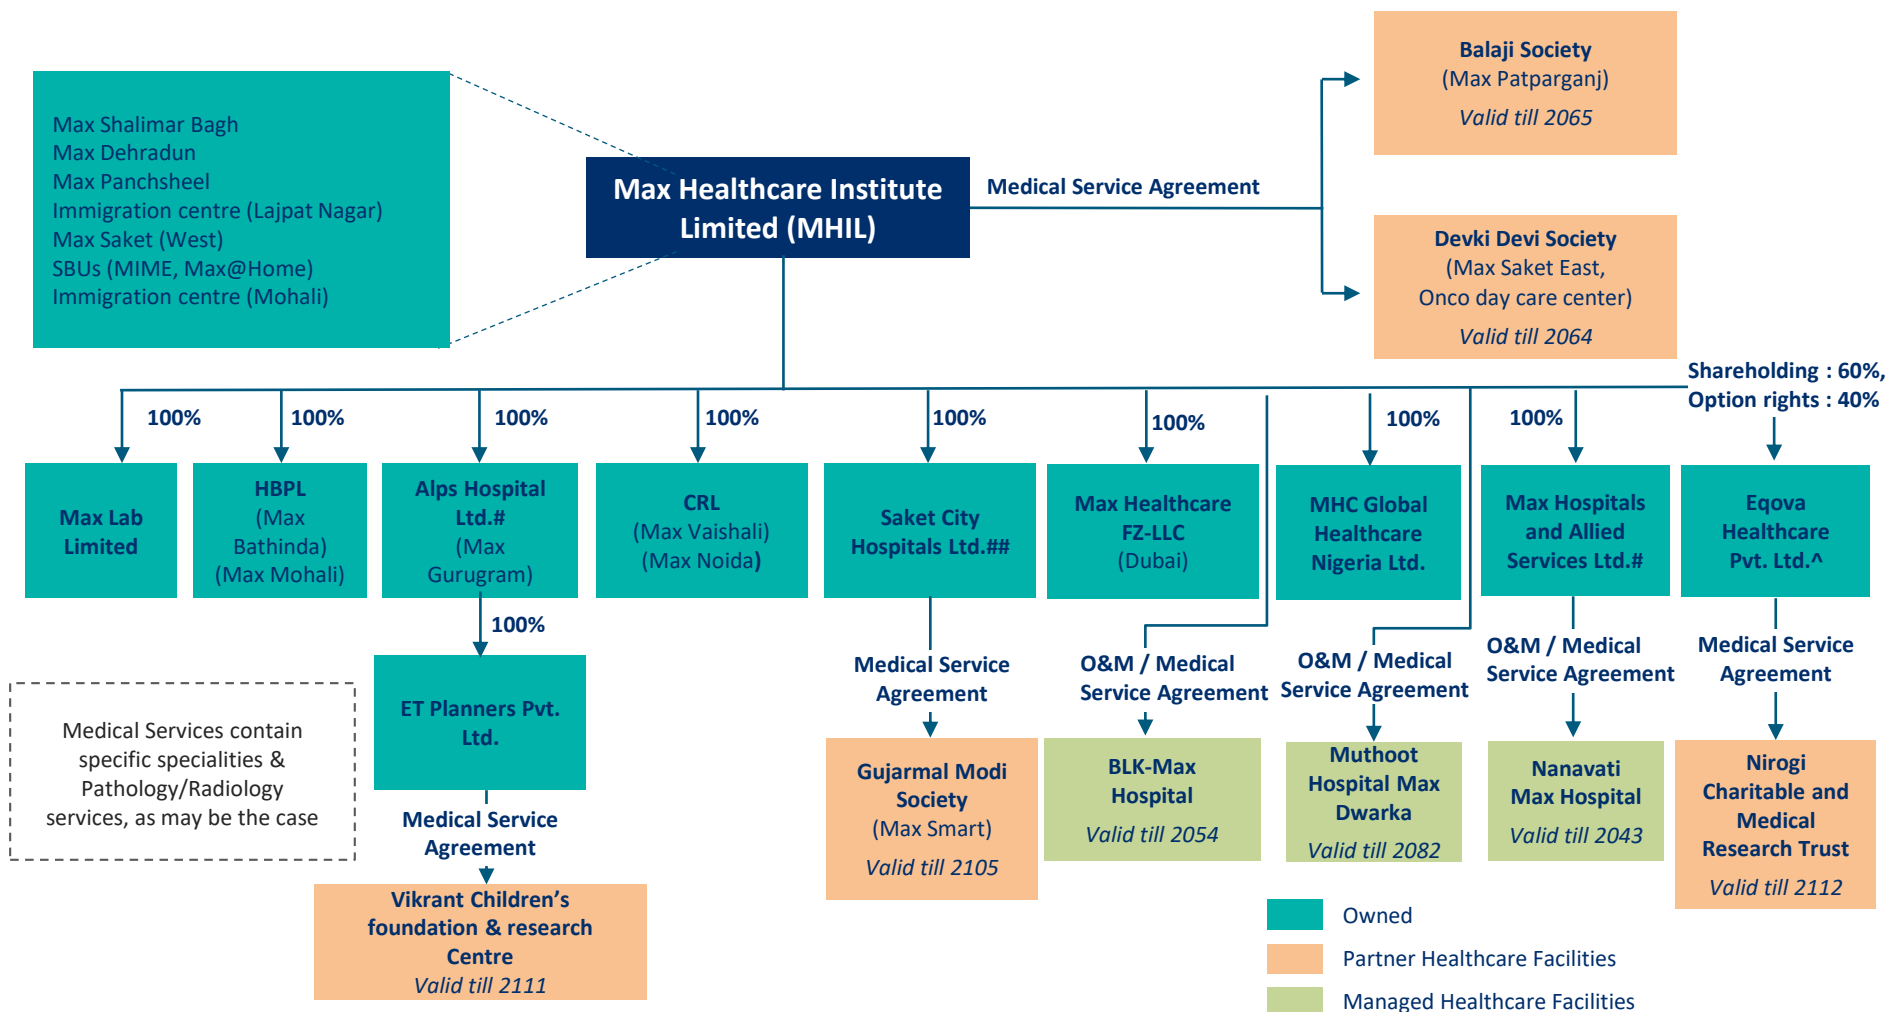 Balaji Society
(Max Patparganj)
Valid till 2065
Max Shalimar Bagh
Max Dehradun
Max Panchsheel
Immigration centre (Lajpat Nagar)
Max Saket (West)
SBUs (MIME, Max@Home)
Immigration centre (Mohali)
Max Healthcare Institute
Limited (MHIL)
Medical Service Agreement
Devki Devi Society
(Max Saket East,
Onco day care center)
Valid till 2064
Shareholding : 60%,
Option rights : 40%
100%
100%
100%
100%
100%
100%
100%
100%
Max Lab
Limited
HBPL
(Max
Bathinda)
(Max Mohali)
Alps Hospital
Ltd.#
(Max
Gurugram)
CRL
(Max Vaishali)
(Max Noida)
Saket City
Hospitals Ltd.##
Max Healthcare
FZ-LLC
(Dubai)
MHC Global
Healthcare
Nigeria Ltd.
Max Hospitals
and Allied
Services Ltd.#
Eqova
Healthcare
Pvt. Ltd.^
100%
Medical Service
Agreement
O&M / Medical
Service Agreement
O&M / Medical
Service Agreement
O&M / Medical
Service Agreement
Medical Service
Agreement
Medical Services contain
specific specialities &
Pathology/Radiology
services, as may be the case
ET Planners Pvt.
Ltd.
Medical Service
Agreement
Vikrant Children’s
foundation & research
Centre
Valid till 2111
Gujarmal Modi
Society
(Max Smart)
Valid till 2105
BLK-Max
Hospital
Valid till 2054
Muthoot
Hospital Max
Dwarka
Valid till 2082
Nanavati
Max Hospital
Valid till 2043
Nirogi
Charitable and
Medical
Research Trust
Valid till 2112
Owned
Partner Healthcare Facilities
Managed Healthcare Facilities